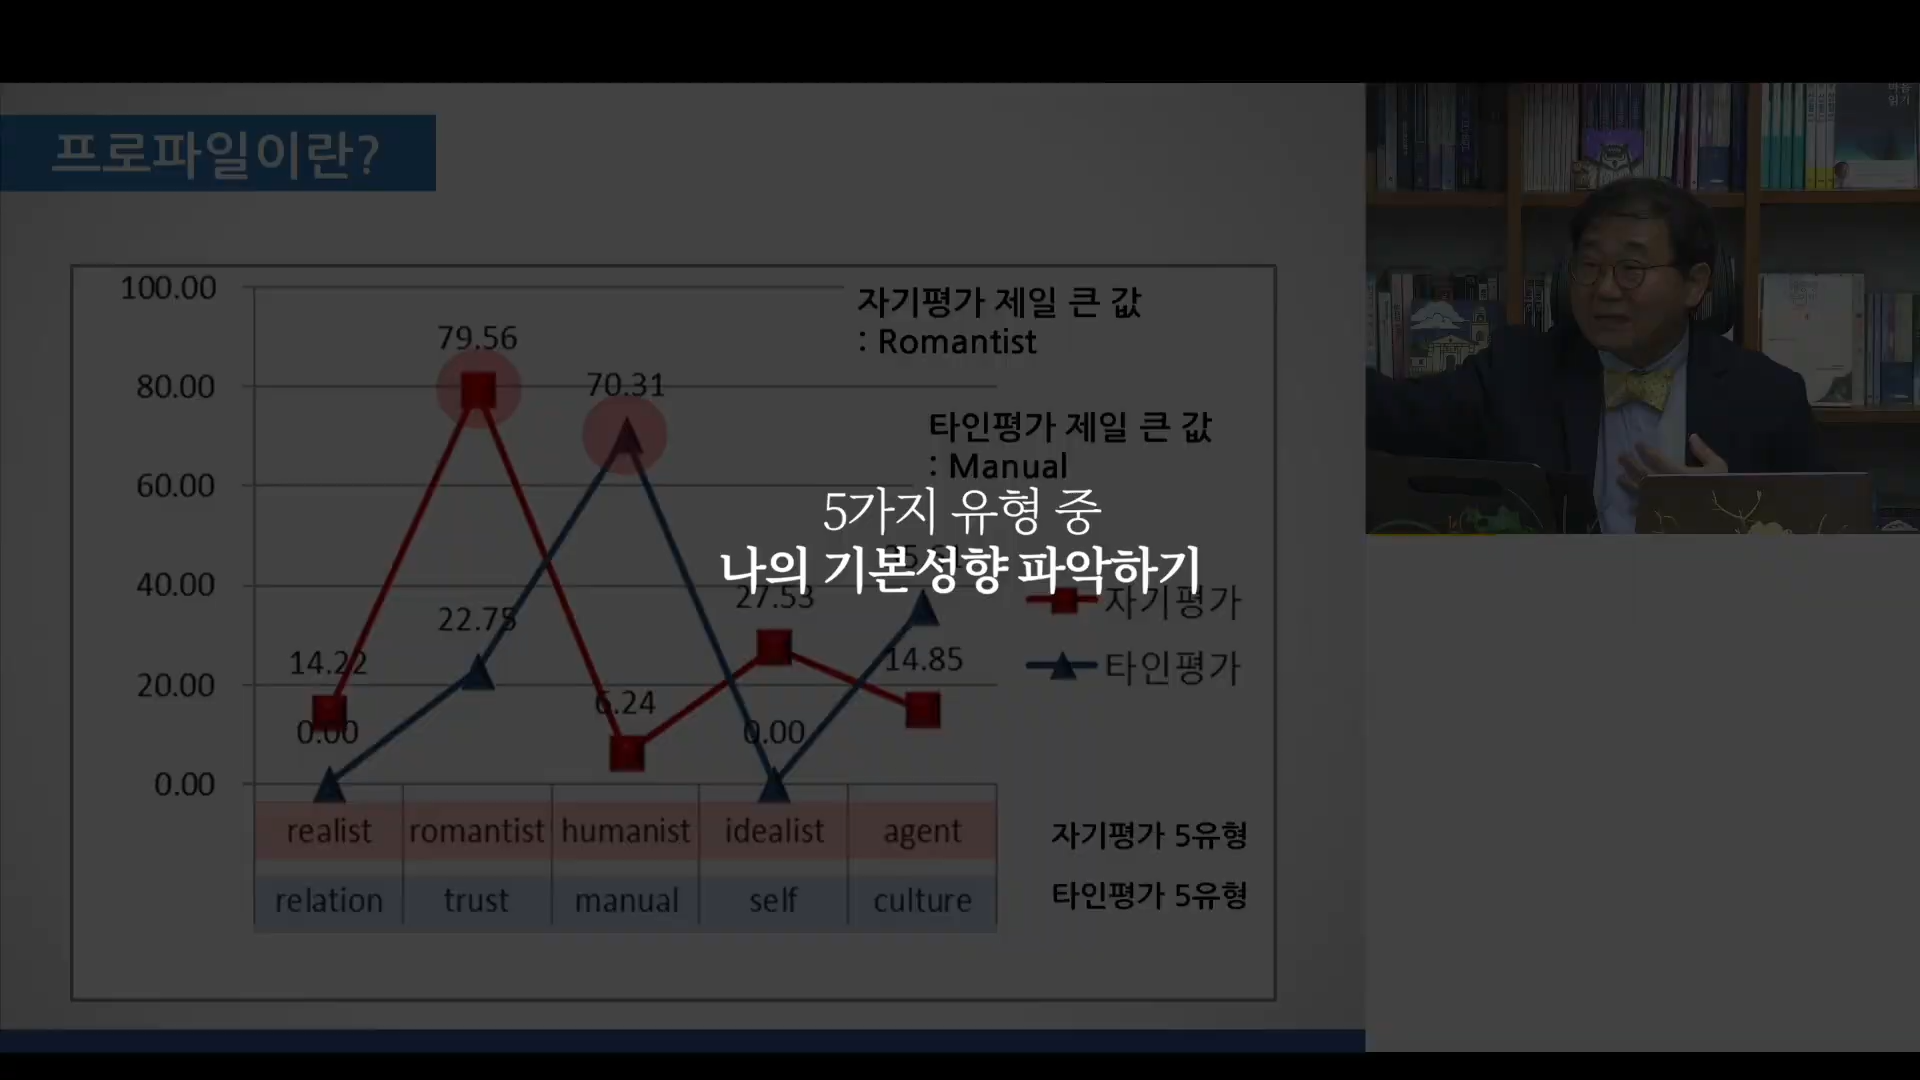 프로파일이란?
100.00
80.00
60.00
40.00
20.00
0.00
79.56
70.31
14.22
22.75
6.24
27.53
14.85
0.00
0.00
자기평가 제일 큰 값
: Romantist
타인평가 제일 큰 값
: Manual
5가지 유형 중
나의 기본성향 파악하기
자기평가
타인평가
realist romantist humanist idealist agent
자기평가 5유형
relation trust manual self culture
타인평가 5유형